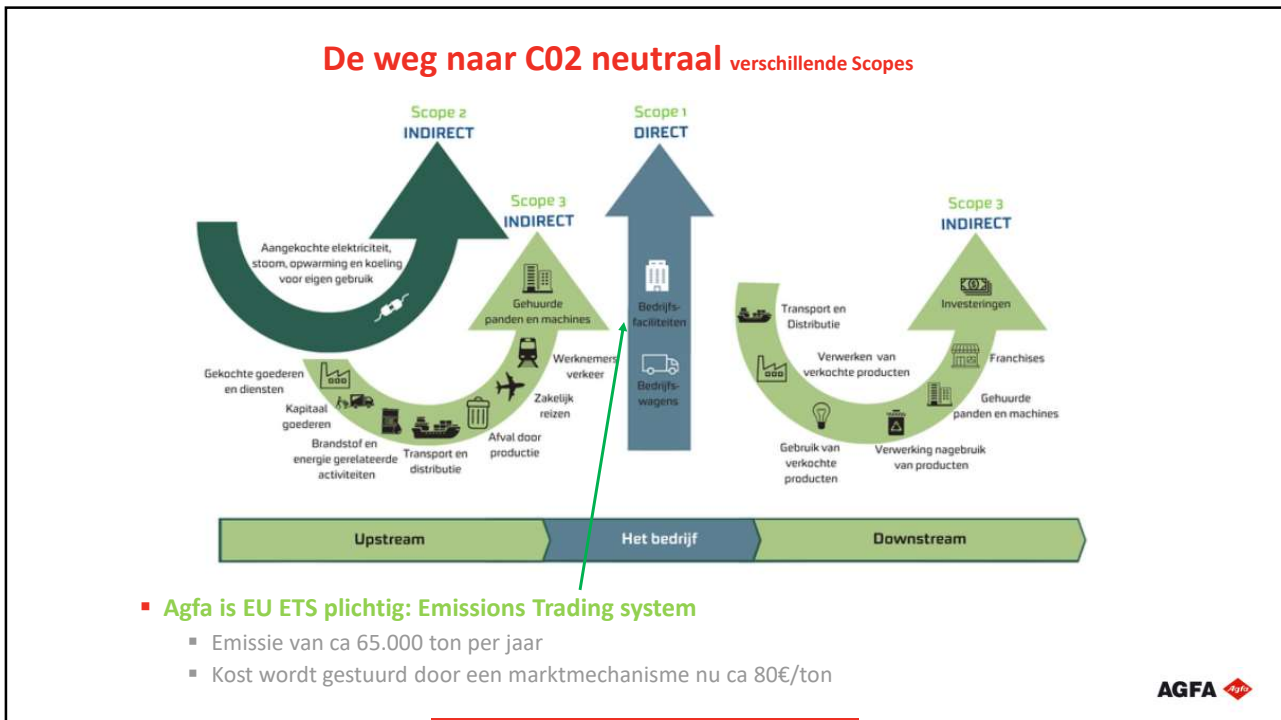 De weg naar C02 neutraal verschillende Scopes
Scope 2
INDIRECT
Aangekochte elektriciteit,
stoom, opwarming en koeling
voor eigen gebruik
Scope 3
INDIRECT
Gehuurde
panden en machines
Werknemers
verkeer
Zakelijk
reizen
Afval door
productie
Transport en
distributie
Brandstof en
energie gerelateerde
activiteiten
Kapitaal
goederen
Gekochte goederen
en diensten
Scope 1
DIRECT
Bedrijfs-
faciliteiten
Bedrijfs-
wagens
Scope 3
INDIRECT
Investeringen
Transport en
Distributie
Franchises
Verwerken van
verkochte producten
Gehuurde
panden en machines
Gebruik van
verkochte
producten
Verwerking nagebruik
van producten
Upstream
Het bedrijf
Downstream
▪ Agfa is EU ETS plichtig: Emissions Trading system
▪ Emissie van ca 65.000 ton per jaar
▪ Kost wordt gestuurd door een marktmechanisme nu ca 80€/ton
AGFA Agfa